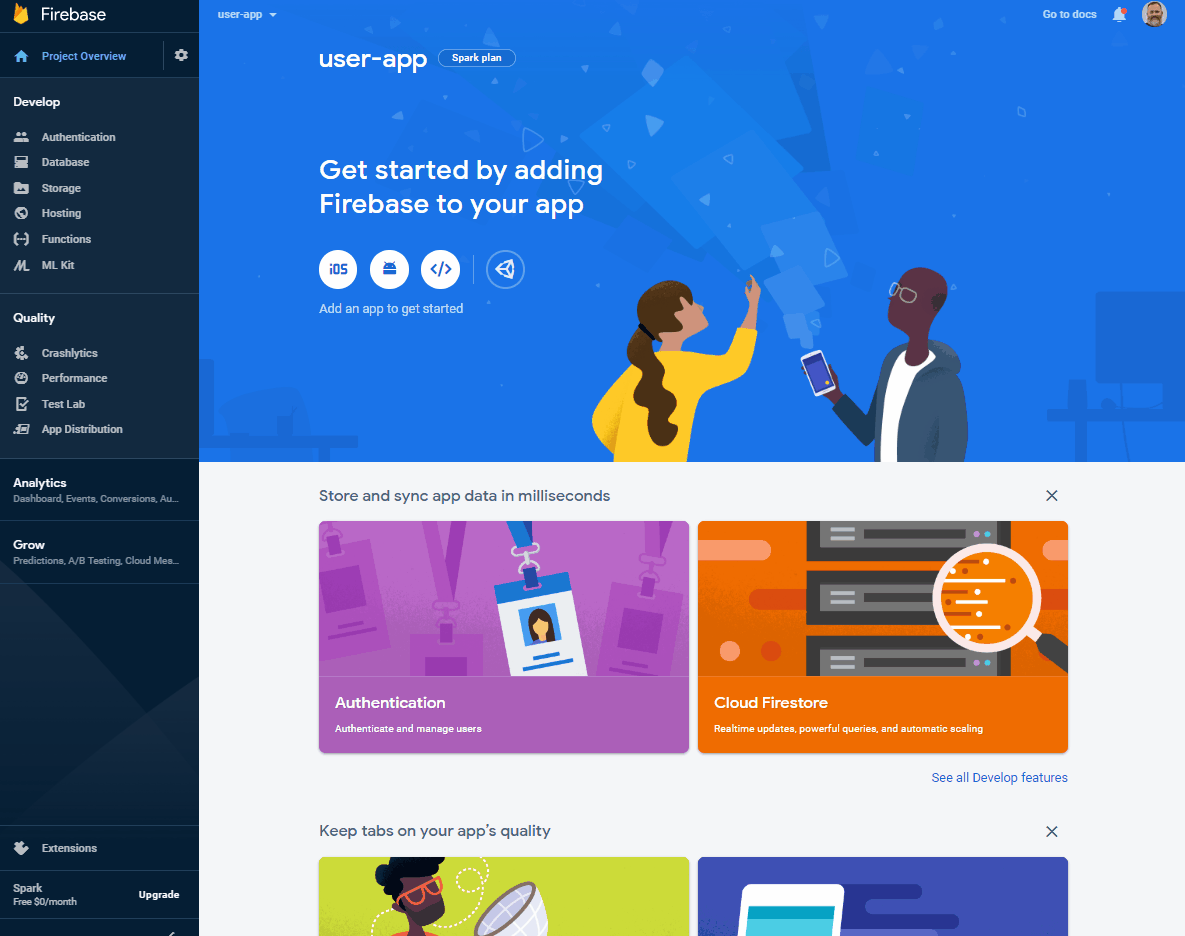 Firebase
user-app
Go to docs
Project Overview
Develop
Authentication
Database
Storage
Hosting
Functions
ML Kit
Quality
Crashlytics
Performance
Test Lab
App Distribution
Analytics
Dashboard, Events, Conversions, Au...
Grow
Predictions, A/B Testing, Cloud Mes...
Extensions
Spark
Free $0/month
Upgrade
user-app
Spark plan
Get started by adding
Firebase to your app
iOS
</>
Add an app to get started
Store and sync app data in milliseconds
Authentication
Authenticate and manage users
Cloud Firestore
Realtime updates, powerful queries, and automatic scaling
See all Develop features
Keep tabs on your app’s quality